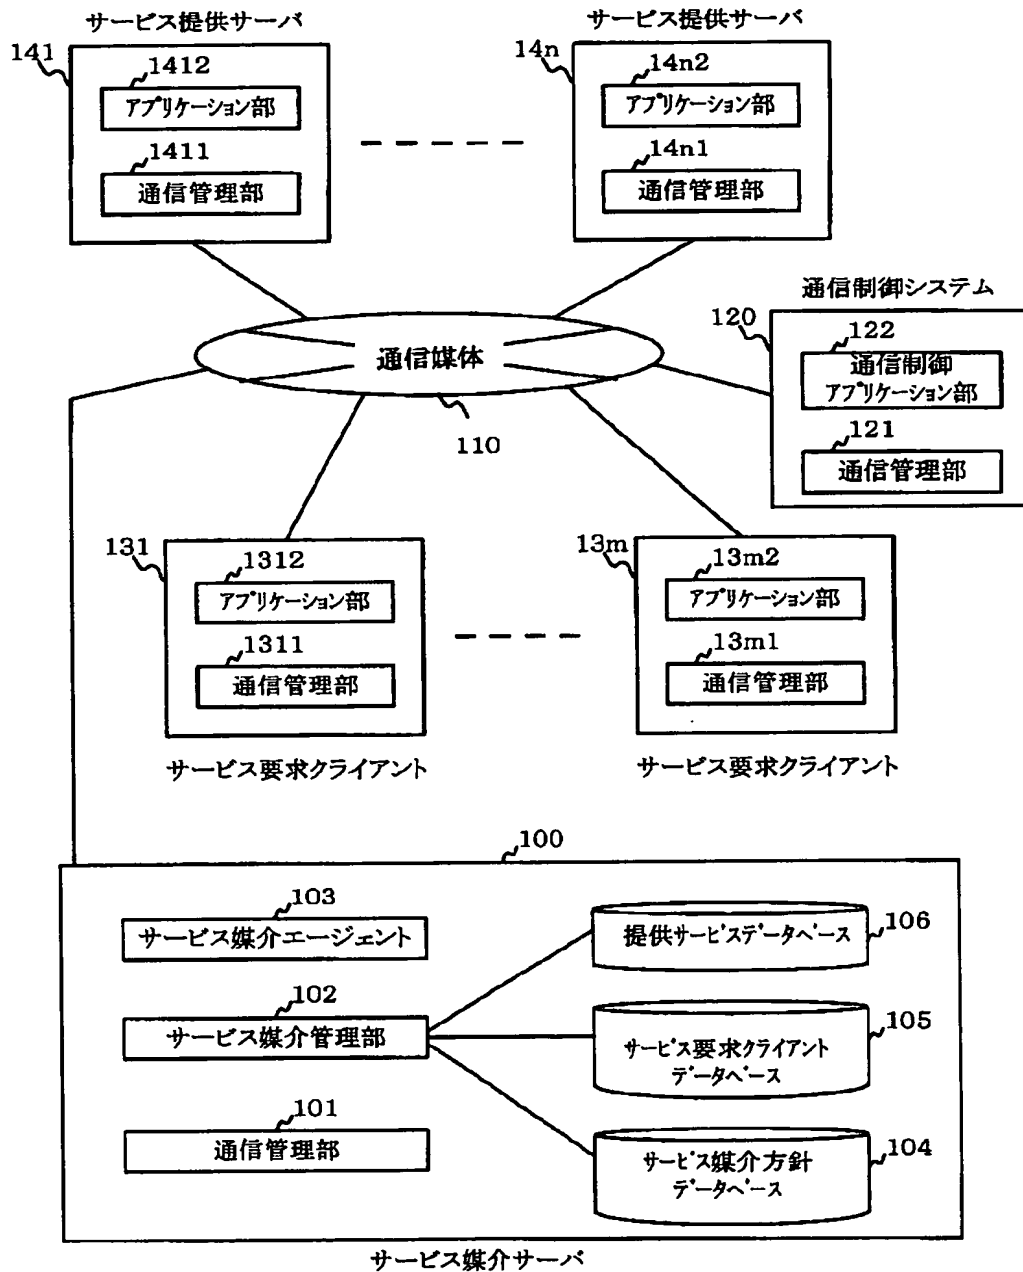 サービス提供サーバ
サービス提供サーバ
141
1412
アプリケーション部
1411
通信管理部
14n
14n2
アプリケーション部
14n1
通信管理部
通信媒体
110
通信制御システム
120
122
通信制御
アプリケーション部
121
通信管理部
131
1312
アプリケーション部
1311
通信管理部
サービス要求クライアント
13m
13m2
アプリケーション部
13m1
通信管理部
サービス要求クライアント
100
103
サービス媒介エージェント
102
サービス媒介管理部
101
通信管理部
提供サービスデータベース
106
サービス要求クライアント
データベース
105
サービス媒介方針
データベース
104
サービス媒介サーバ